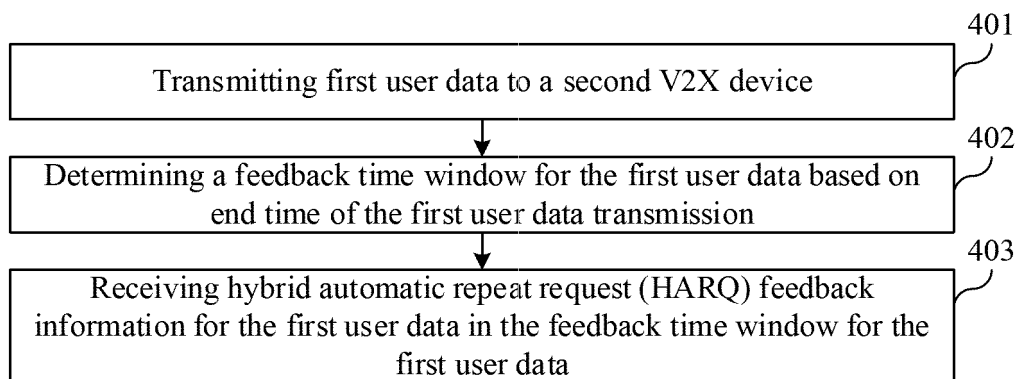 401
Transmitting first user data to a second V2X device
402
Determining a feedback time window for the first user data based on
end time of the first user data transmission
403
Receiving hybrid automatic repeat request (HARQ) feedback
information for the first user data in the feedback time window for the
first user data